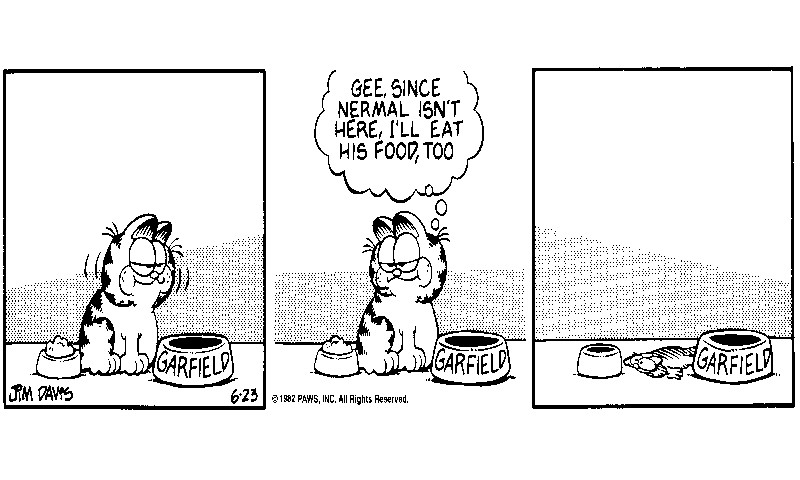 GARFIELD
JIM DAVIS
6-23
GEE, SINCE
NERMAL ISN'T
HERE, I'LL EAT
HIS FOOD, TOO
GARFIELD
© 1982 PAWS, INC. All Rights Reserved.
GARFIELD